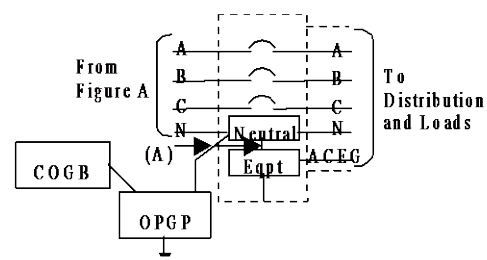 A A
From B B To
Figure A Distribution
C C and Loads
N Neutral N
(A) Eqpt ACEG
COGB
OPGP